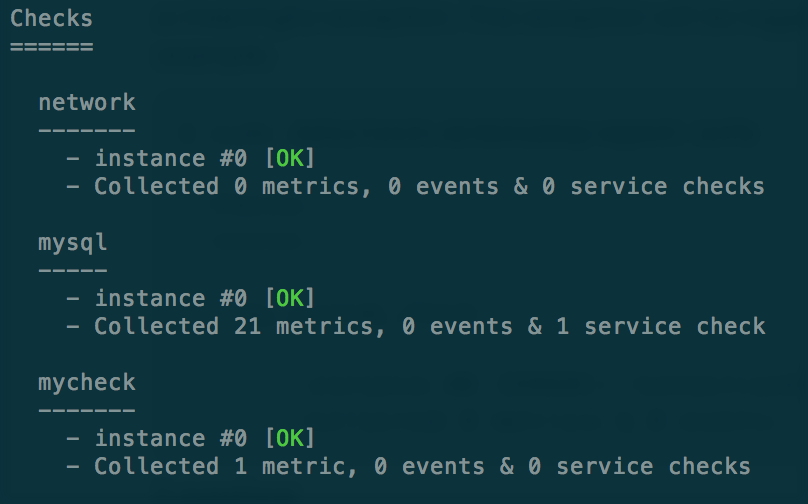 Checks
======
network
-------
- instance #0 [OK]
- Collected 0 metrics, 0 events & 0 service checks
mysql
-----
- instance #0 [OK]
- Collected 21 metrics, 0 events & 1 service check
mycheck
-------
- instance #0 [OK]
- Collected 1 metric, 0 events & 0 service checks